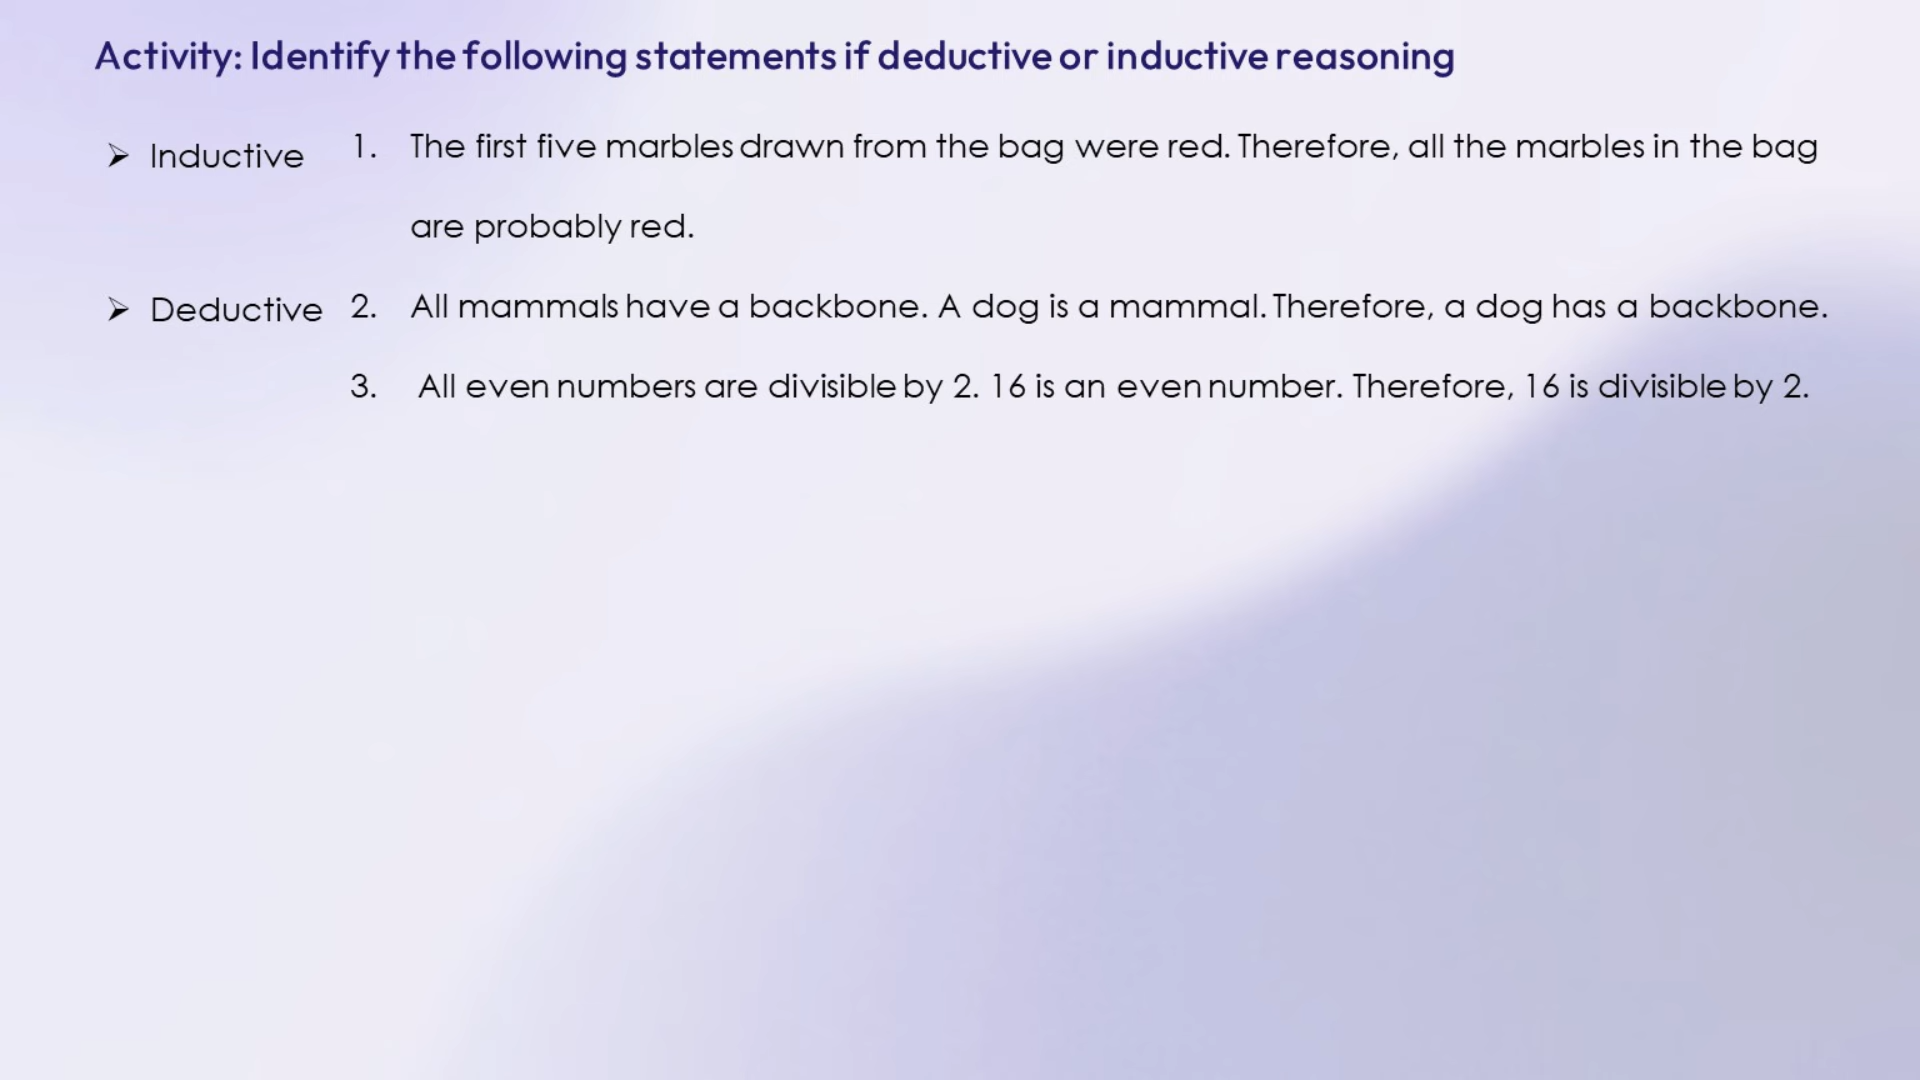 Activity: Identify the following statements if deductive or inductive reasoning
➢ Inductive 1. The first five marbles drawn from the bag were red. Therefore, all the marbles in the bag
are probably red.
➢ Deductive 2. All mammals have a backbone. A dog is a mammal. Therefore, a dog has a backbone.
3. All even numbers are divisible by 2. 16 is an even number. Therefore, 16 is divisible by 2.